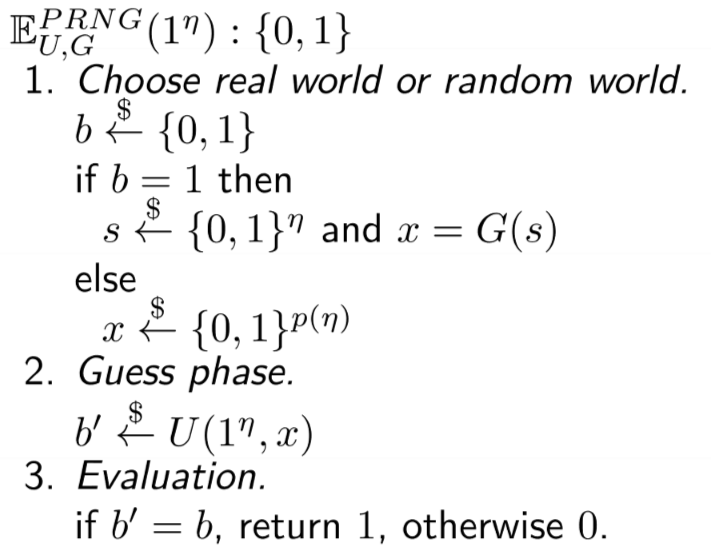 𝔼^{PRNG}_{U,G}(1^η) : {0, 1}
1. Choose real world or random world.
b ←$ {0, 1}
if b = 1 then
s ←$ {0, 1}^η and x = G(s)
else
x ←$ {0, 1}^{p(η)}
2. Guess phase.
b′ ←$ U(1^η, x)
3. Evaluation.
if b′ = b, return 1, otherwise 0.